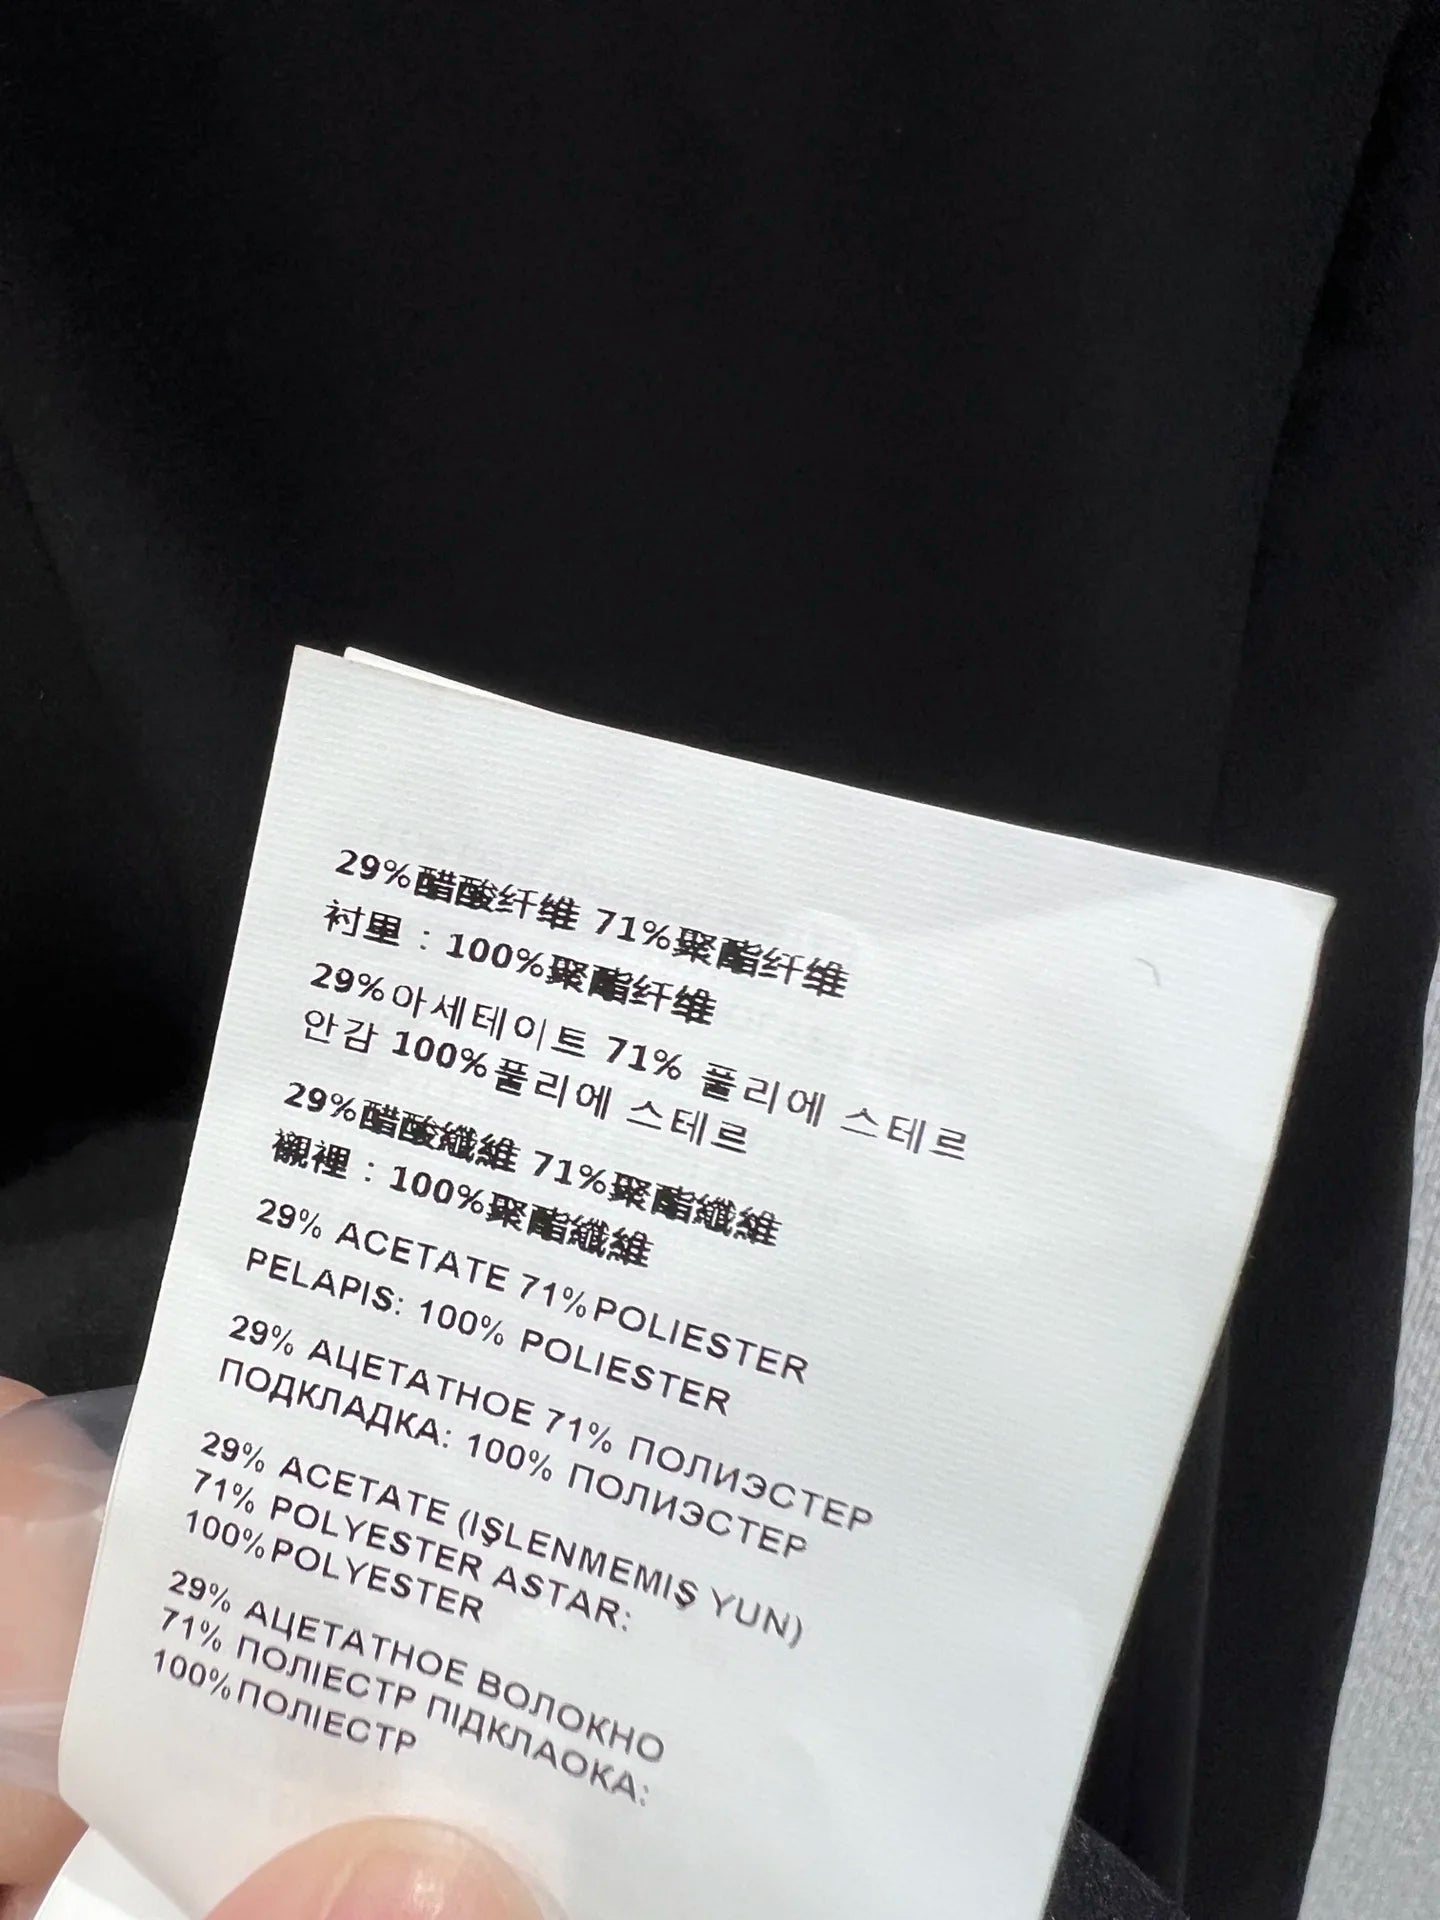 29%醋酸纤维 71%聚酯纤维
衬里：100%聚酯纤维
29%아세테이트 71% 폴리에 스테르
안감 100%폴리에 스테르
29%醋酸纖維 71%聚酯纖維
襯裡：100%聚酯纖維
29% ACETATE 71%POLIESTER
PELAPIS: 100% POLIESTER
29% АЦЕТАТНОЕ 71% ПОЛИЭСТЕР
ПОДКЛАДКА: 100% ПОЛИЭСТЕР
29% ACETATE (IŞLENMEMIŞ YUN)
71% POLYESTER ASTAR:
100%POLYESTER
29% АЦЕТАТНОЕ ВОЛОКНО
71% ПОЛІЕСТР ПІДКЛАОКА:
100%ПОЛІЕСТР